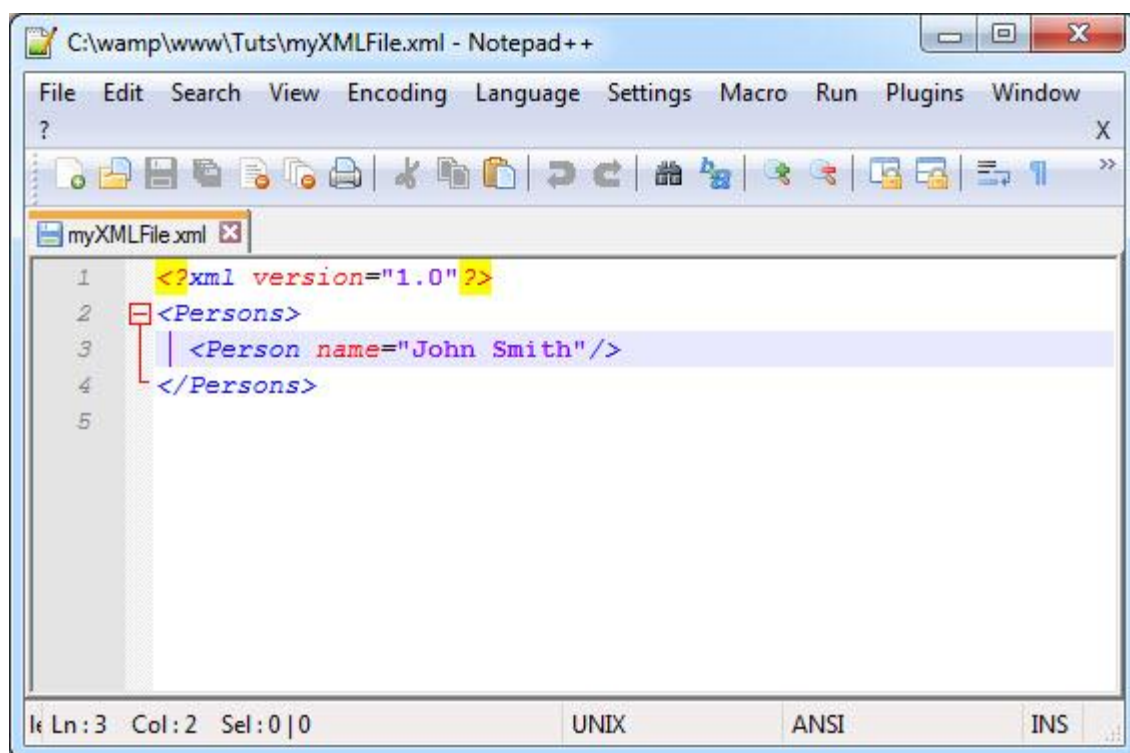 C:\wamp\www\Tuts\myXMLFile.xml - Notepad++
File Edit Search View Encoding Language Settings Macro Run Plugins Window
? X
myXMLFile.xml
1 <?xml version="1.0"?>
2 <Persons>
3 <Person name="John Smith"/>
4 </Persons>
5
Ln : 3 Col : 2 Sel : 0 | 0 UNIX ANSI INS